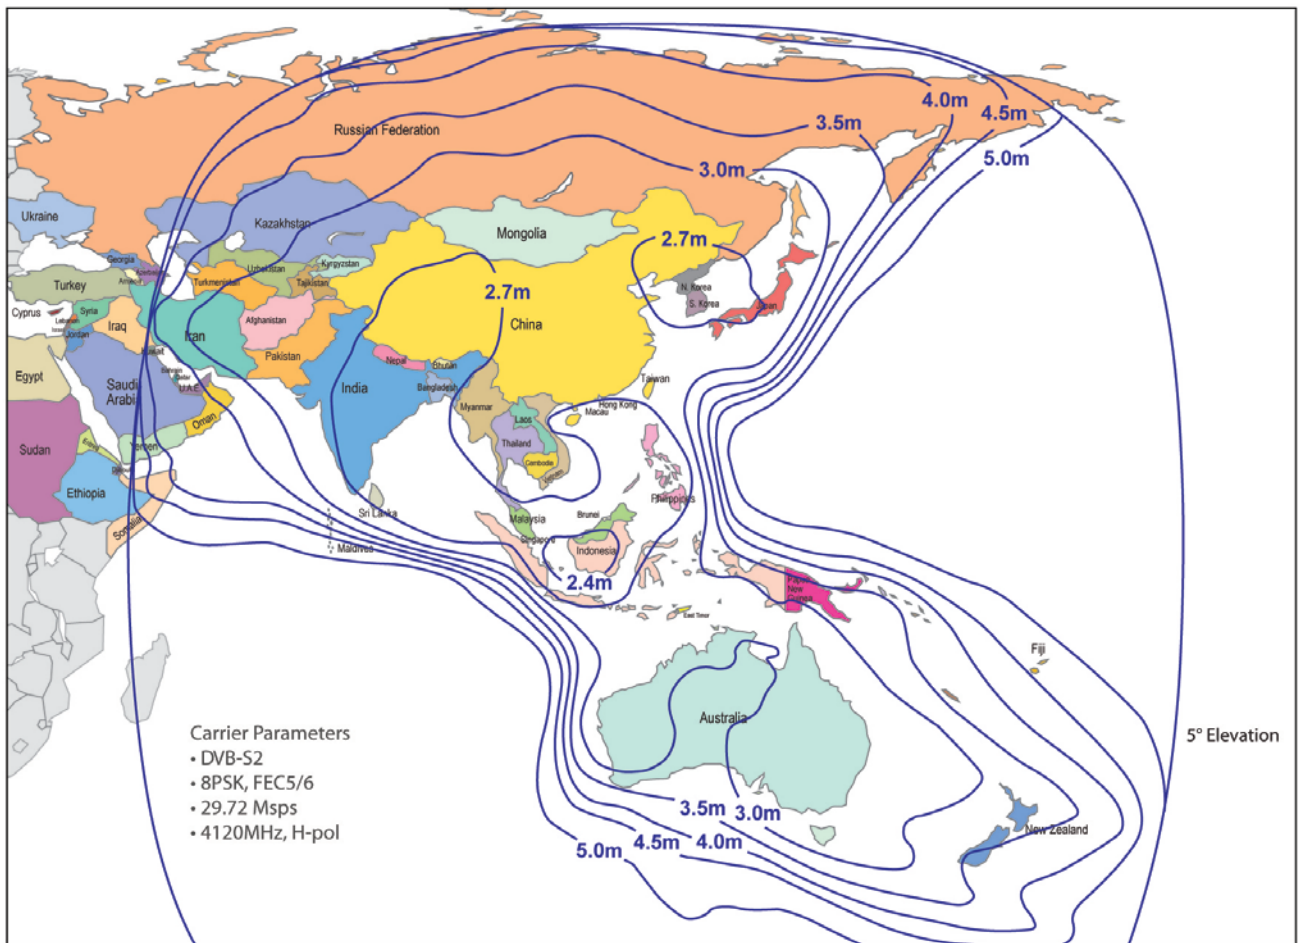 4.0m
4.5m
3.5m
Russian Federation
5.0m
3.0m
Ukraine
Kazakhstan
Mongolia
2.7m
Georgia
Uzbekistan
Kyrgyzstan
Turkmenistan
Tajikistan
Turkey
N. Korea
S. Korea
Japan
2.7m
Cyprus
Syria
Iraq
Iran
Afghanistan
China
Jordan
Kuwait
Pakistan
Nepal
Bhutan
Egypt
Saudi
Arabia
Bahrain
Qatar
U.A.E
India
Bangladesh
Taiwan
Oman
Myanmar
Hong Kong
Macau
Laos
Sudan
Eritrea
Yemen
Thailand
Cambodia
Vietnam
Ethiopia
Philippines
Somalia
Sri Lanka
Malaysia
Brunei
Singapore
Maldives
Indonesia
2.4m
Papua
New
Guinea
East Timor
Fiji
Australia
Carrier Parameters
• DVB-S2
• 8PSK, FEC5/6
• 29.72 Msps
• 4120MHz, H-pol
5° Elevation
3.5m
3.0m
New Zealand
5.0m
4.5m
4.0m